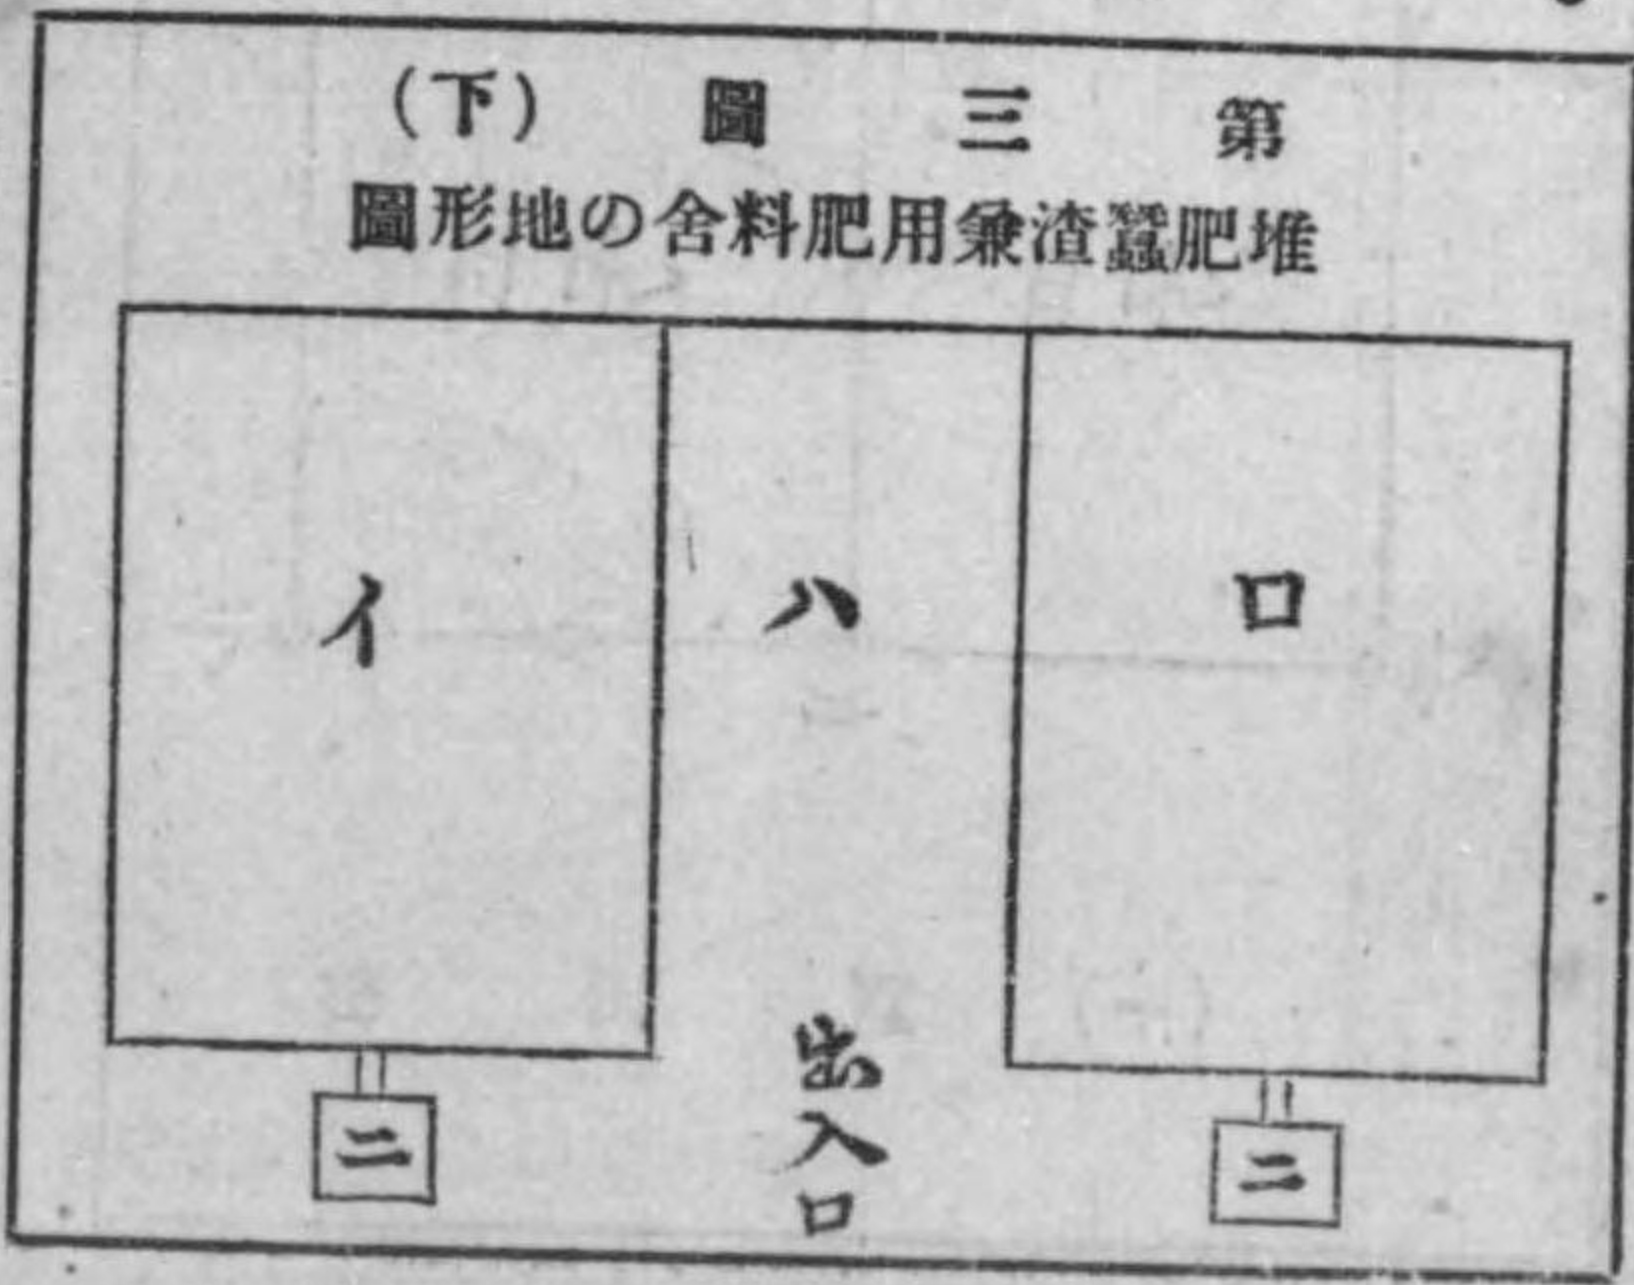 第三圖（下）
堆肥蠶渣兼用肥料舍の地形圖
ロ
ハ
イ
出入口
ニ
ニ